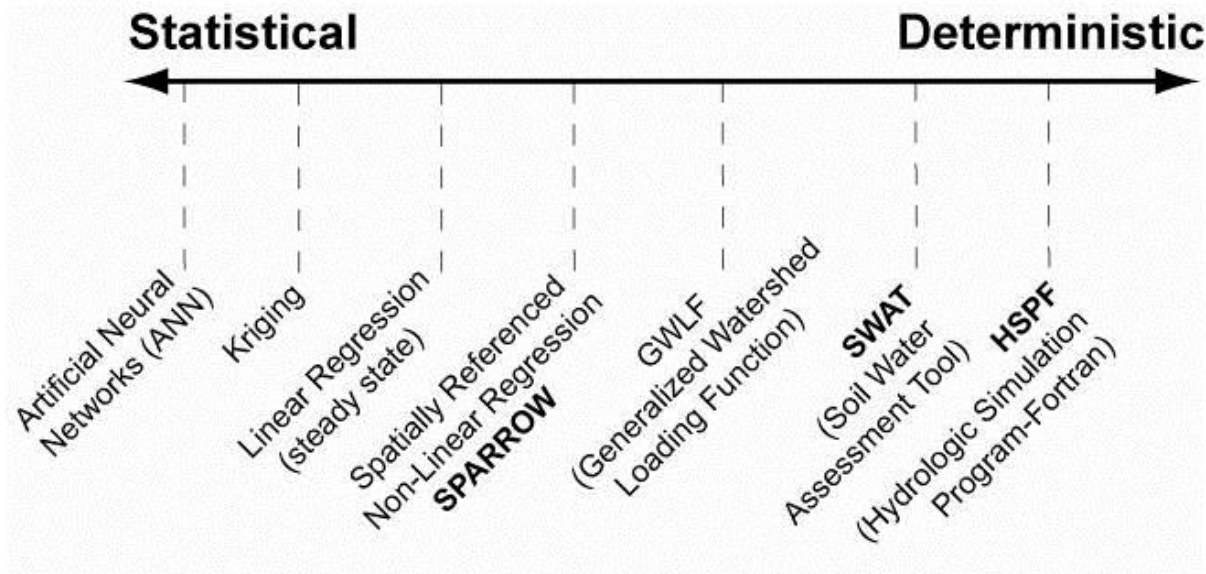 Statistical
Deterministic
Artificial Neural
Networks (ANN)
Kriging
Linear Regression
(steady state)
Spatially Referenced
Non-Linear Regression
SPARROW
GWLF
(Generalized Watershed
Loading Function)
SWAT
(Soil Water
Assessment Tool)
HSPF
(Hydrologic Simulation
Program-Fortran)